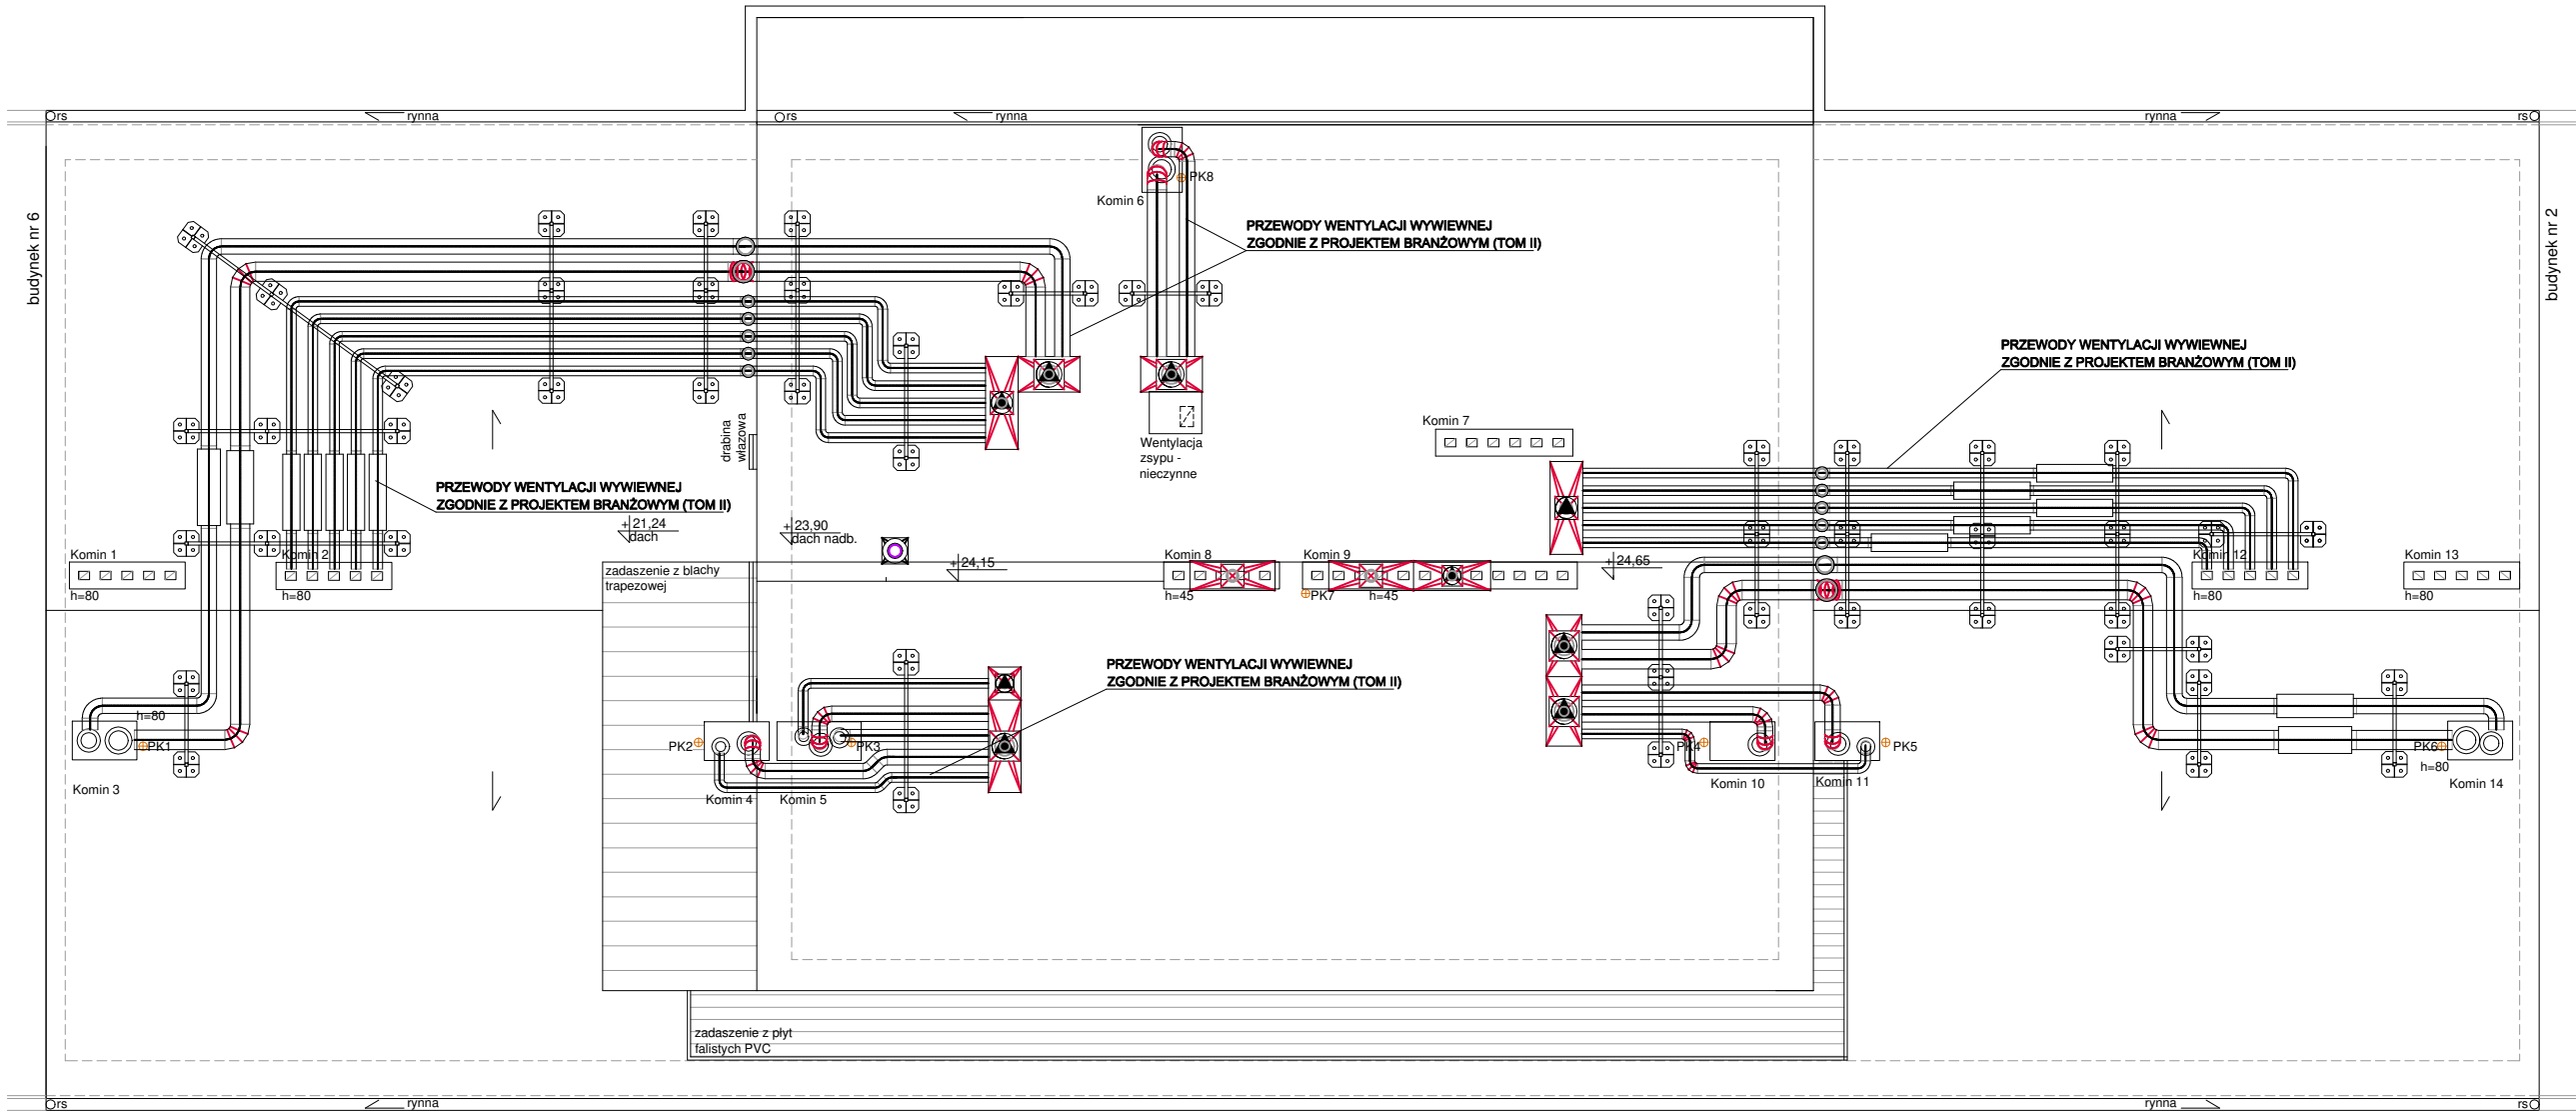 rs
rynna
rs
rynna
rynna
rs
budynek nr 6
budynek nr 2
PK8
Komin 6
PRZEWODY WENTYLACJI WYWIEWNEJ
ZGODNIE Z PROJEKTEM BRANŻOWYM (TOM II)
PRZEWODY WENTYLACJI WYWIEWNEJ
ZGODNIE Z PROJEKTEM BRANŻOWYM (TOM II)
drabina
włazowa
Komin 7
Wentylacja
zsypu -
nieczynne
PRZEWODY WENTYLACJI WYWIEWNEJ
ZGODNIE Z PROJEKTEM BRANŻOWYM (TOM II)
+21,24
dach
+23,90
dach nadb.
+24,15
+24,65
Komin 1
h=80
Komin 2
h=80
zadaszenie z blachy
trapezowej
Komin 8
h=45
Komin 9
PK7
h=45
Komin 12
h=80
Komin 13
h=80
PRZEWODY WENTYLACJI WYWIEWNEJ
ZGODNIE Z PROJEKTEM BRANŻOWYM (TOM II)
h=80
PK1
Komin 3
PK2
PK3
Komin 4
Komin 5
PK4
PK5
Komin 10
Komin 11
PK6
h=80
Komin 14
zadaszenie z płyt
falistych PVC
rs
rynna
rynna
rs